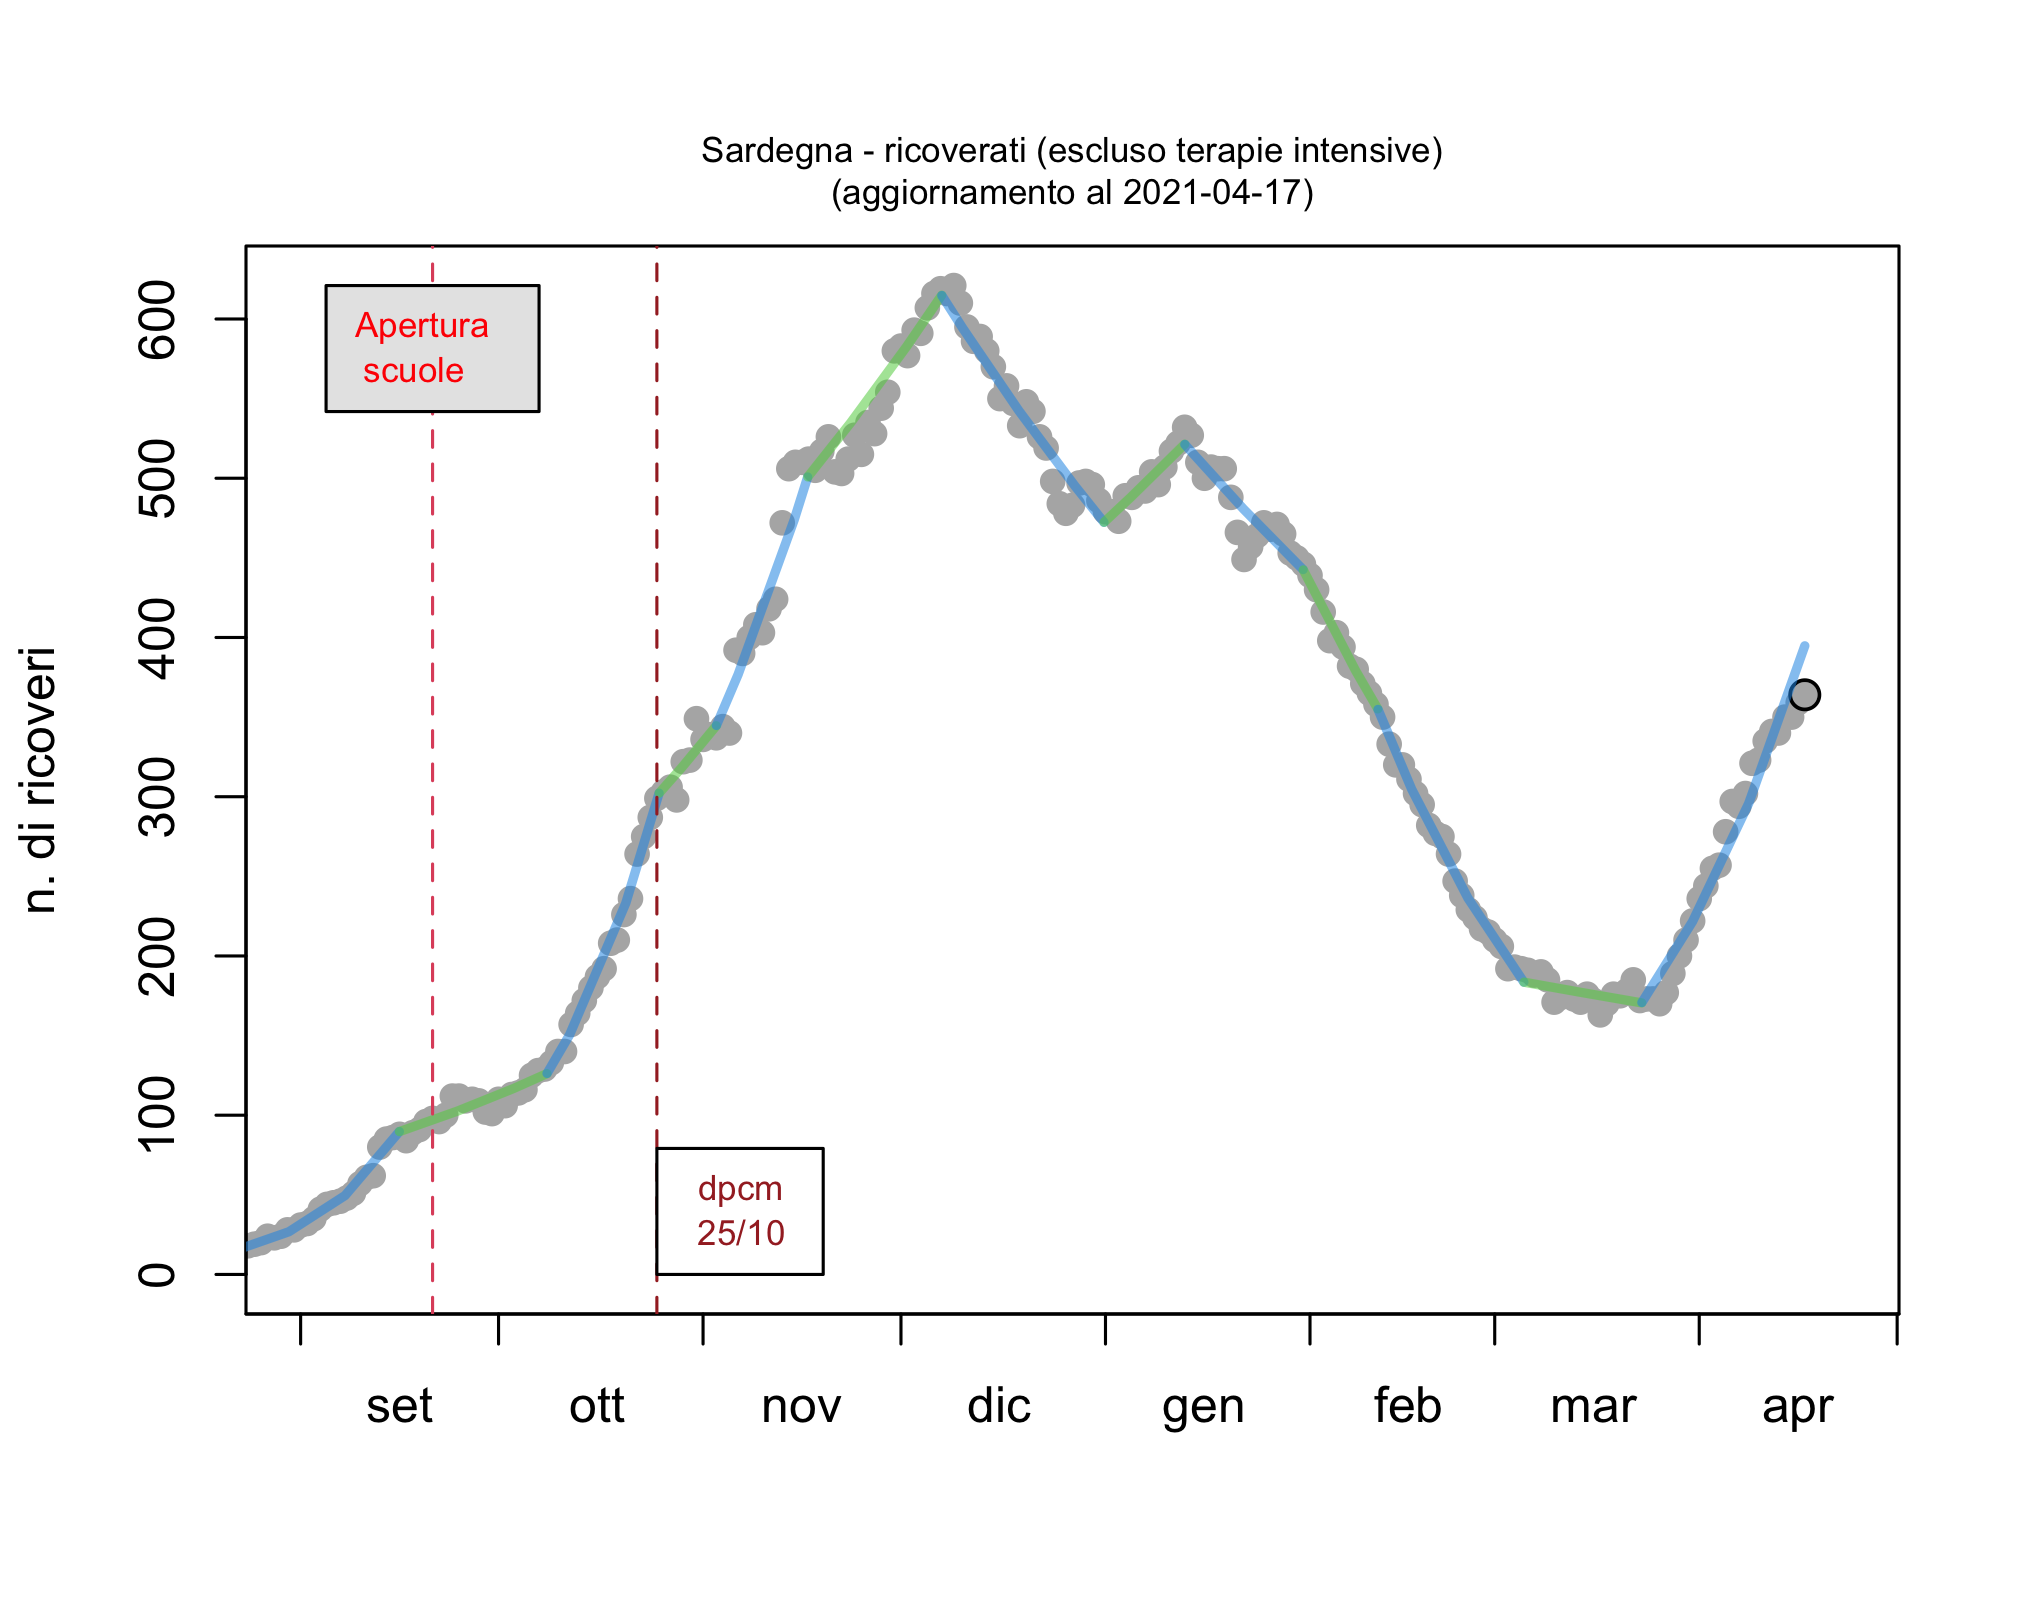 Sardegna - ricoverati (escluso terapie intensive)
(aggiornamento al 2021-04-17)
n. di ricoveri
600
500
400
300
200
100
0
Apertura
scuole
dpcm
25/10
set ott nov dic gen feb mar apr